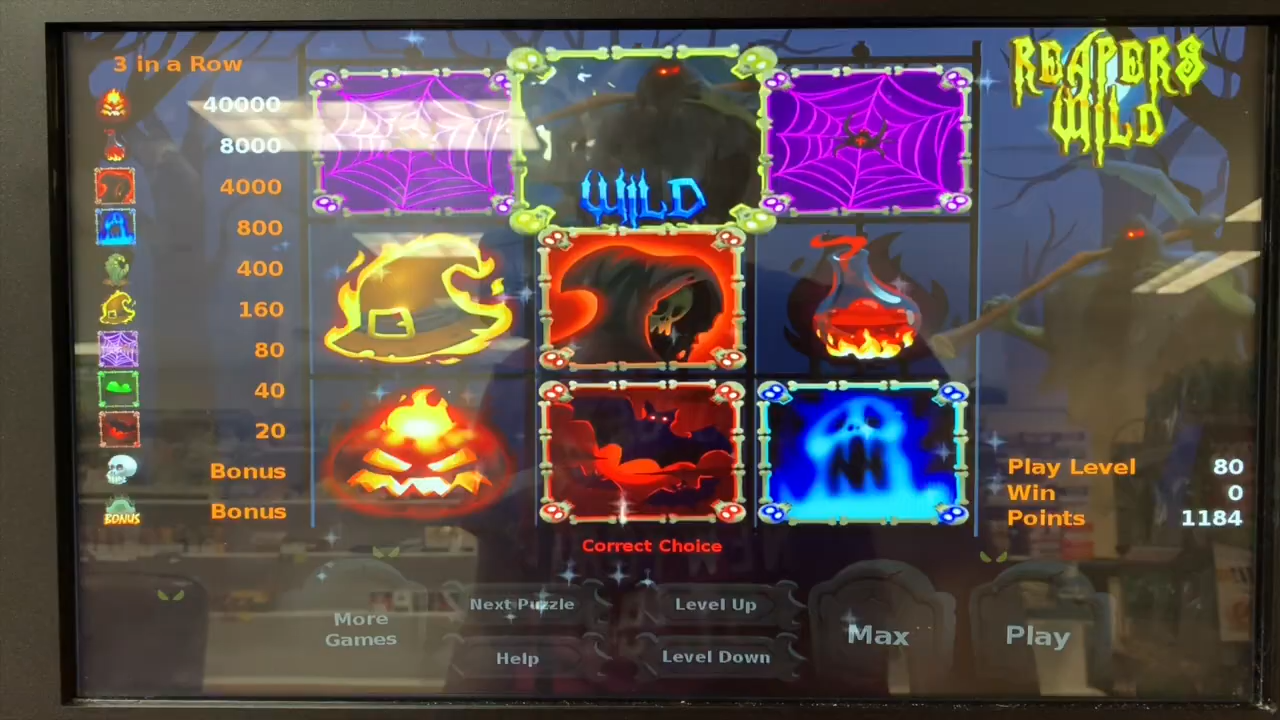 3 in a Row
40000
8000
4000
800
400
160
80
40
20
Bonus
BONUS Bonus
WILD
REAPERS
WILD
Play Level 80
Win 0
Points 1184
Correct Choice
More
Games
Next Puzzle
Help
Level Up
Level Down
Max
Play